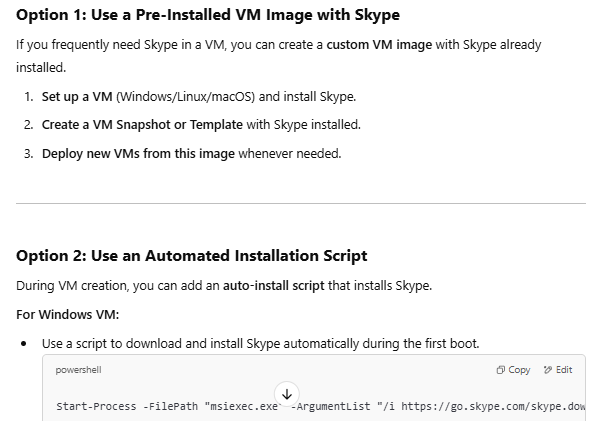 Option 1: Use a Pre-Installed VM Image with Skype
If you frequently need Skype in a VM, you can create a custom VM image with Skype already
installed.
1. Set up a VM (Windows/Linux/macOS) and install Skype.
2. Create a VM Snapshot or Template with Skype installed.
3. Deploy new VMs from this image whenever needed.
Option 2: Use an Automated Installation Script
During VM creation, you can add an auto-install script that installs Skype.
For Windows VM:
• Use a script to download and install Skype automatically during the first boot.
powershell Copy Edit
Start-Process -FilePath "msiexec.exe" -ArgumentList "/i https://go.skype.com/skype.dow